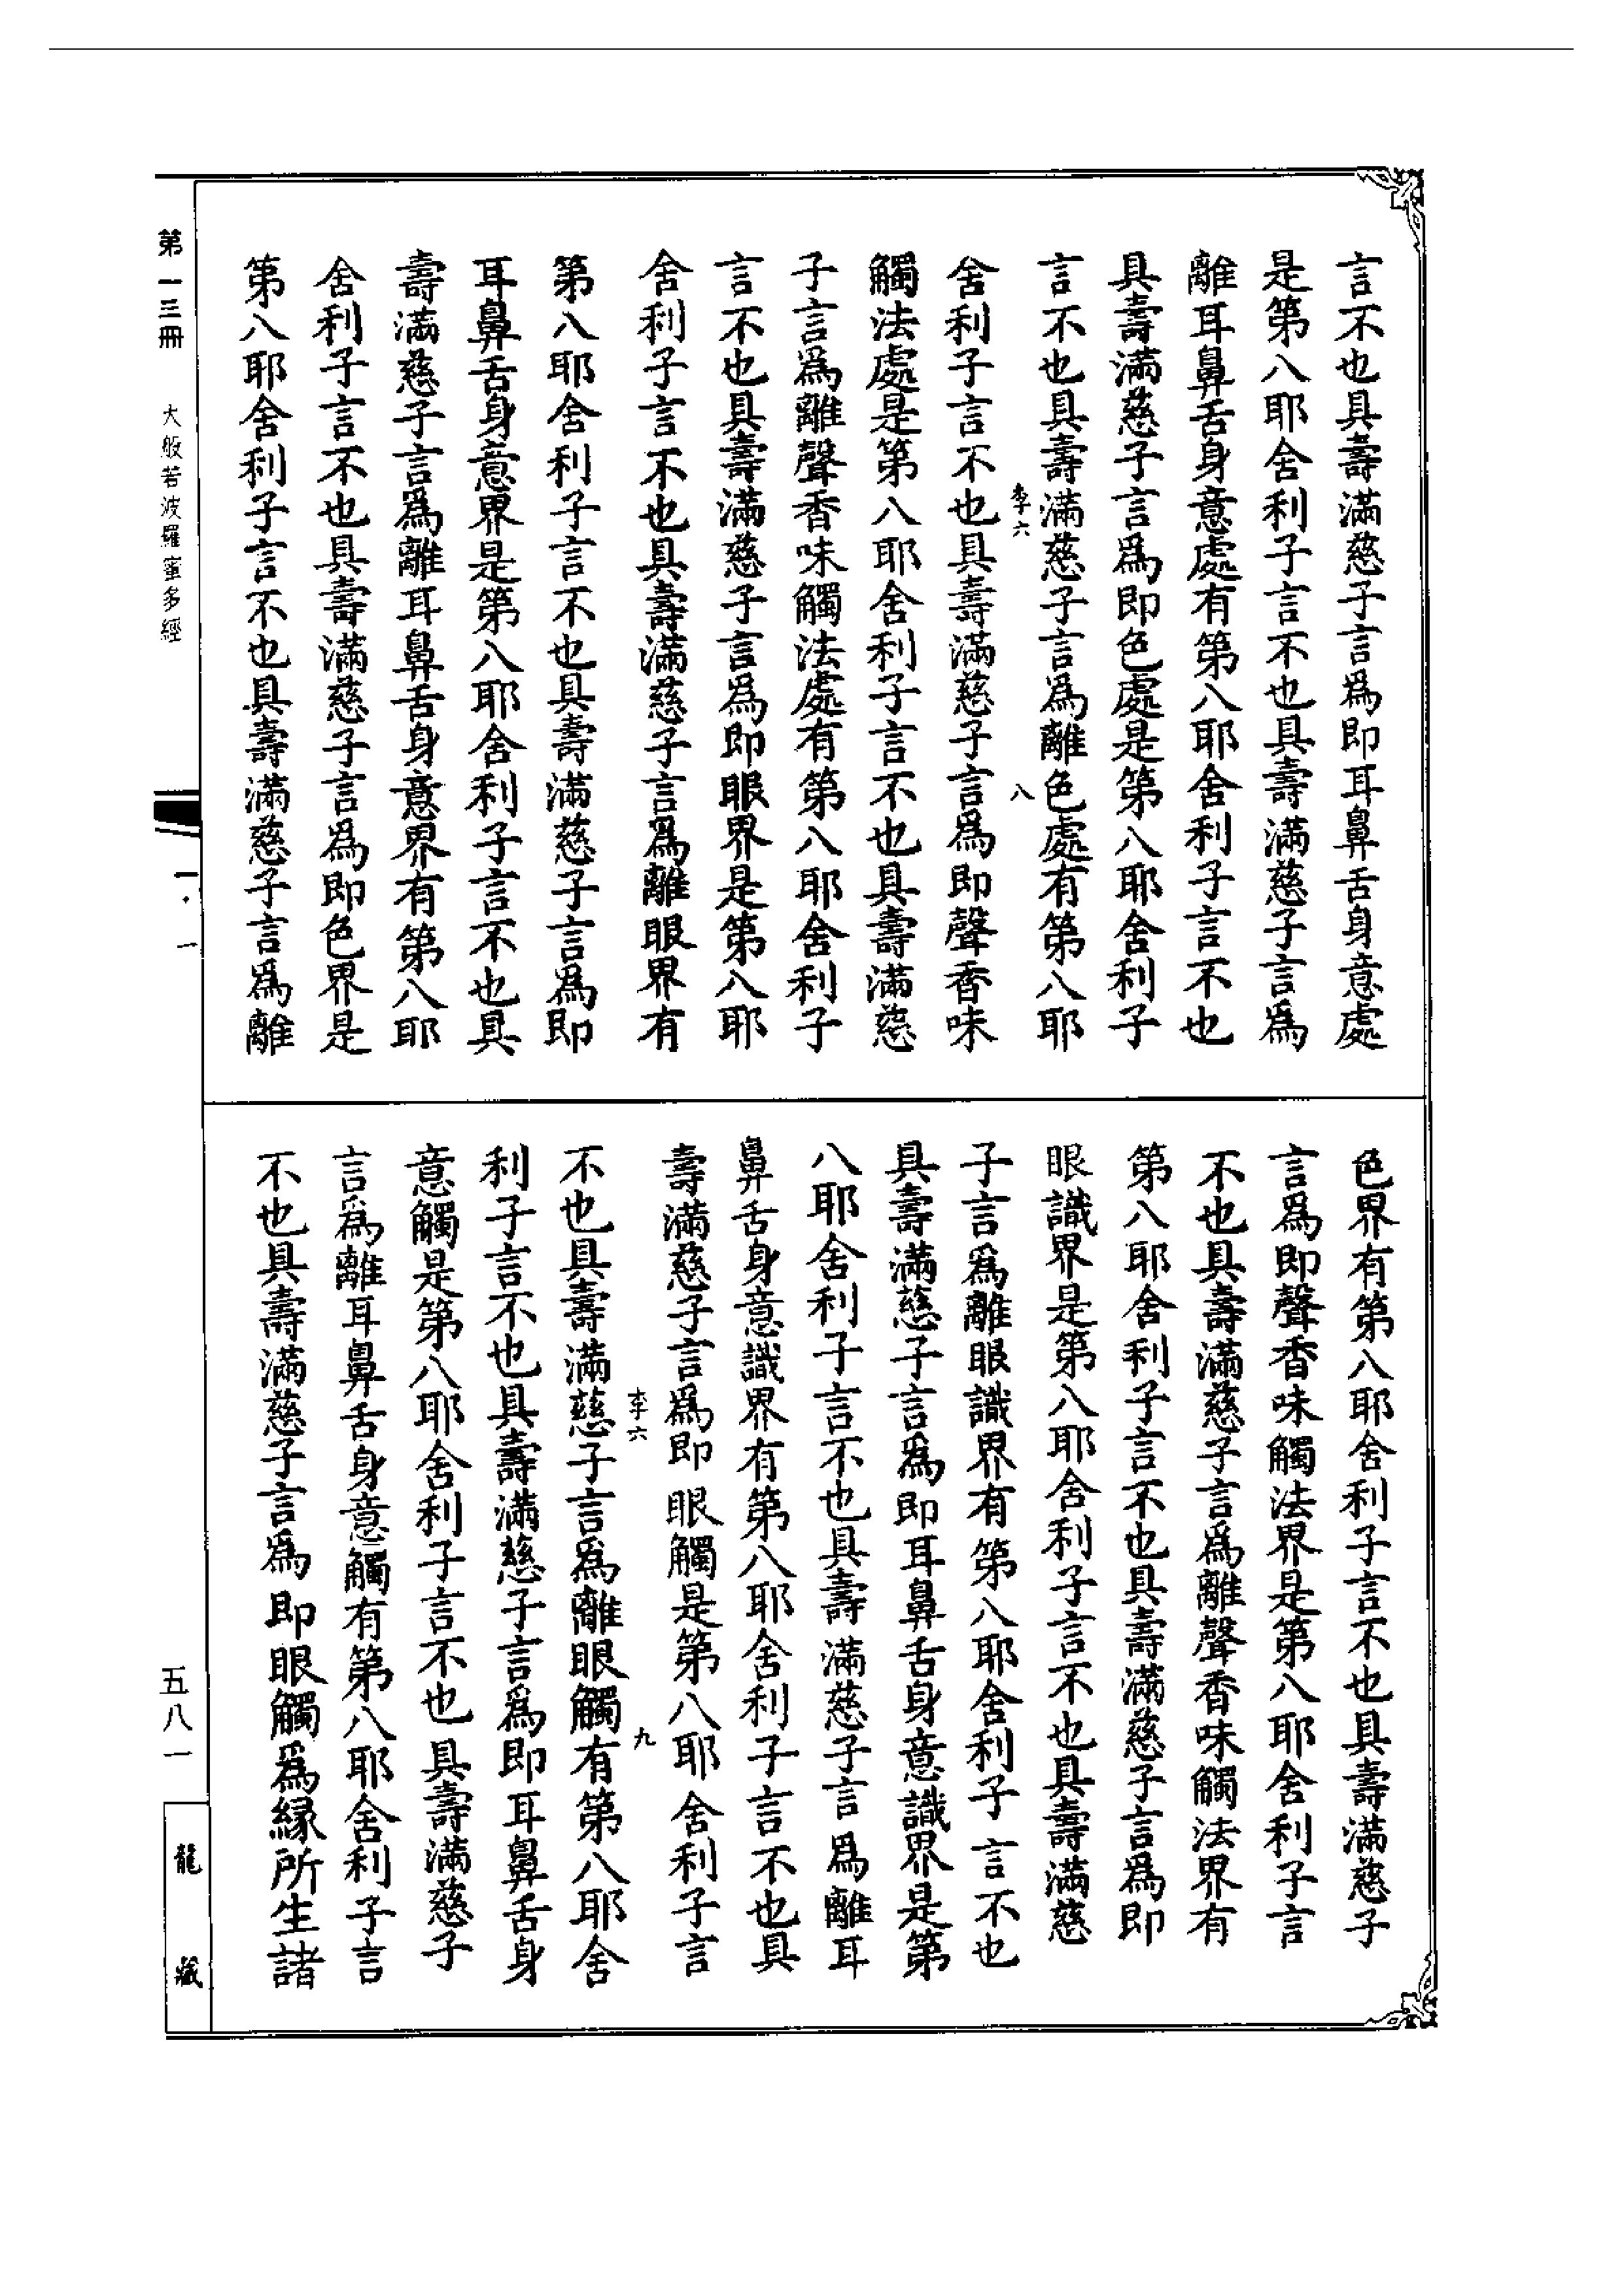 言不也具壽滿慈子言爲即耳鼻舌身意處
是第八耶舍利子言不也具壽滿慈子言爲
離耳鼻舌身意處有第八耶舍利子言不也
具壽滿慈子言爲即色處是第八耶舍利子
言不也具壽滿慈子言爲離色處有第八耶
李六 八
舍利子言不也具壽滿慈子言爲即聲香味
觸法處是第八耶舍利子言不也具壽滿慈
子言爲離聲香味觸法處有第八耶舍利子
言不也具壽滿慈子言爲即眼界是第八耶
舍利子言不也具壽滿慈子言爲離眼界有
第八耶舍利子言不也具壽滿慈子言爲即
耳鼻舌身意界是第八耶舍利子言不也具
壽滿慈子言爲離耳鼻舌身意界有第八耶
舍利子言不也具壽滿慈子言爲即色界是
第八耶舍利子言不也具壽滿慈子言爲離
色界有第八耶舍利子言不也具壽滿慈子
言爲即聲香味觸法界是第八耶舍利子言
不也具壽滿慈子言爲離聲香味觸法界有
第八耶舍利子言不也具壽滿慈子言爲即
眼識界是第八耶舍利子言不也具壽滿慈
子言爲離眼識界有第八耶舍利子言不也
具壽滿慈子言爲即耳鼻舌身意識界是第
八耶舍利子言不也具壽滿慈子言爲離耳
鼻舌身意識界有第八耶舍利子言不也具
壽滿慈子言爲即眼觸是第八耶舍利子言
李六 九
不也具壽滿慈子言爲離眼觸有第八耶舍
利子言不也具壽滿慈子言爲即耳鼻舌身
意觸是第八耶舍利子言不也具壽滿慈子
言爲離耳鼻舌身意觸有第八耶舍利子言
不也具壽滿慈子言爲即眼觸爲緣所生諸
第一三冊 大般若波羅蜜多經 一·一 五八一 龍藏